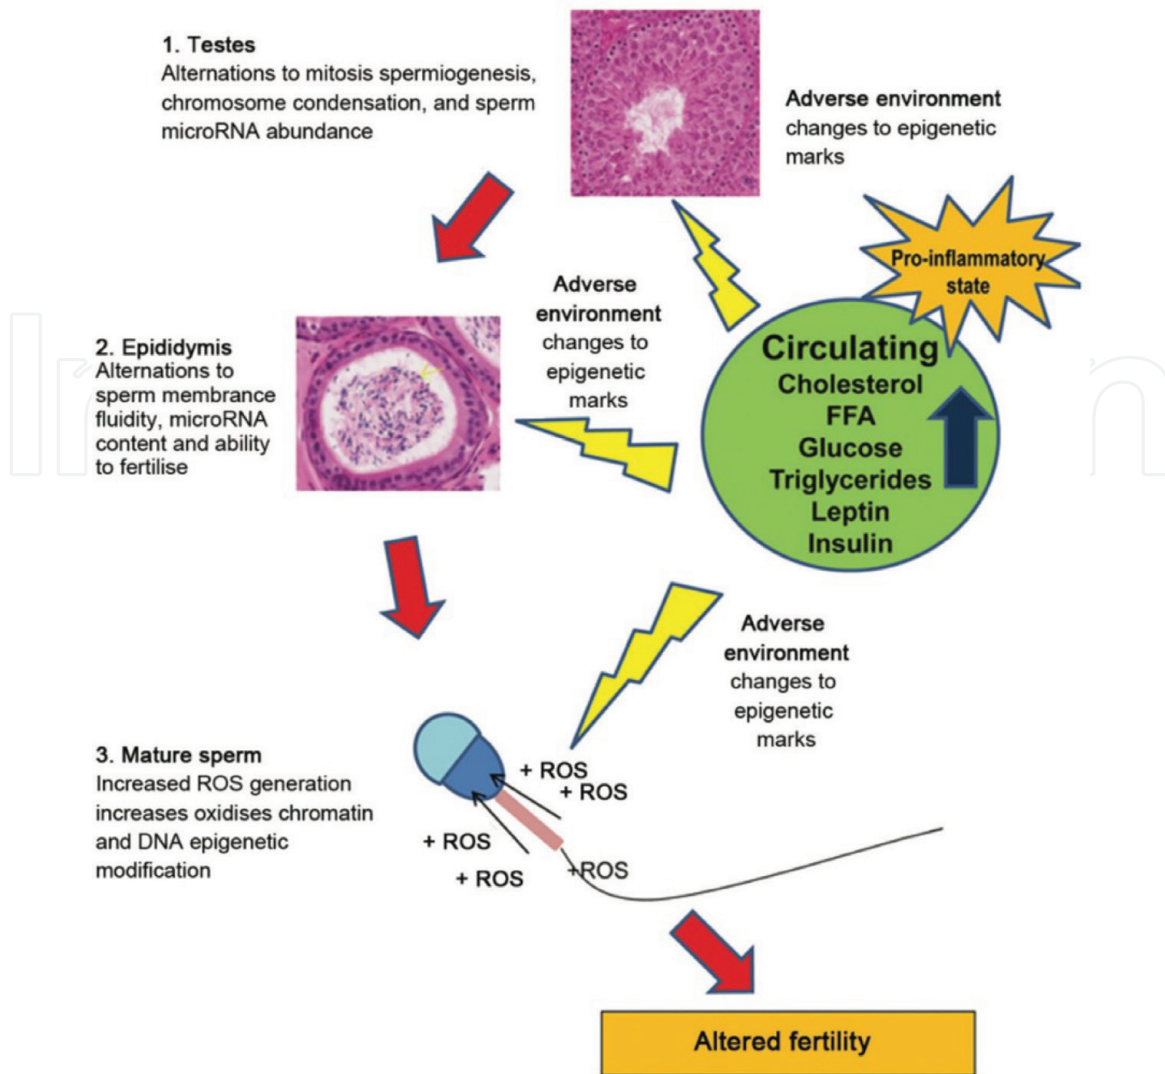 1. Testes
Alternations to mitosis spermiogenesis,
chromosome condensation, and sperm
microRNA abundance
Adverse environment
changes to epigenetic
marks
Pro-inflammatory
state
Adverse
environment
changes to
epigenetic
marks
2. Epididymis
Alternations to
sperm membrance
fluidity, microRNA
content and ability
to fertilise
Circulating
Cholesterol
FFA
Glucose
Triglycerides
Leptin
Insulin
Adverse
environment
changes to
epigenetic
marks
3. Mature sperm
Increased ROS generation
increases oxidises chromatin
and DNA epigenetic
modification
+ ROS
+ ROS
+ ROS
+ ROS
+ROS
Altered fertility